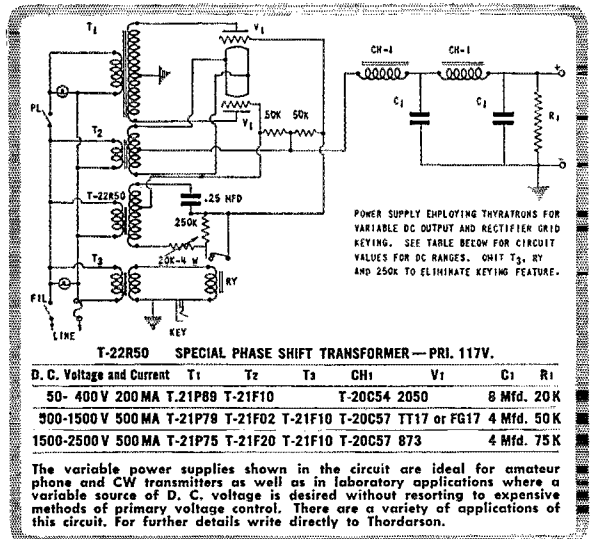 T1
V1
CH-1
CH-1
PL
T2
V1
50K
50K
C1
C1
R1
T-22R50
.25 MFD
250K
20K-4 W
T3
RY
FIL
LINE
KEY
POWER SUPPLY EMPLOYING THYRATRONS FOR
VARIABLE DC OUTPUT AND RECTIFIER GRID
KEYING. SEE TABLE BELOW FOR CIRCUIT
VALUES FOR DC RANGES. OMIT T3, RY
AND 250K TO ELIMINATE KEYING FEATURE.
T-22R50 SPECIAL PHASE SHIFT TRANSFORMER — PRI. 117V.
D. C. Voltage and Current T1 T2 T3 CH1 V1 C1 R1
50- 400 V 200 MA T.21P69 T-21F10 T-20C54 2050 8 Mfd. 20 K
500-1500 V 500 MA T-21P79 T-21F02 T-21F10 T-20C57 TT17 or FG17 4 Mfd. 50 K
1500-2500 V 500 MA T-21P75 T-21F20 T-21F10 T-20C57 873 4 Mfd. 75 K
The variable power supplies shown in the circuit are ideal for amateur
phone and CW transmitters as well as in laboratory applications where a
variable source of D. C. voltage is desired without resorting to expensive
methods of primary voltage control. There are a variety of applications of
this circuit. For further details write directly to Thordarson.